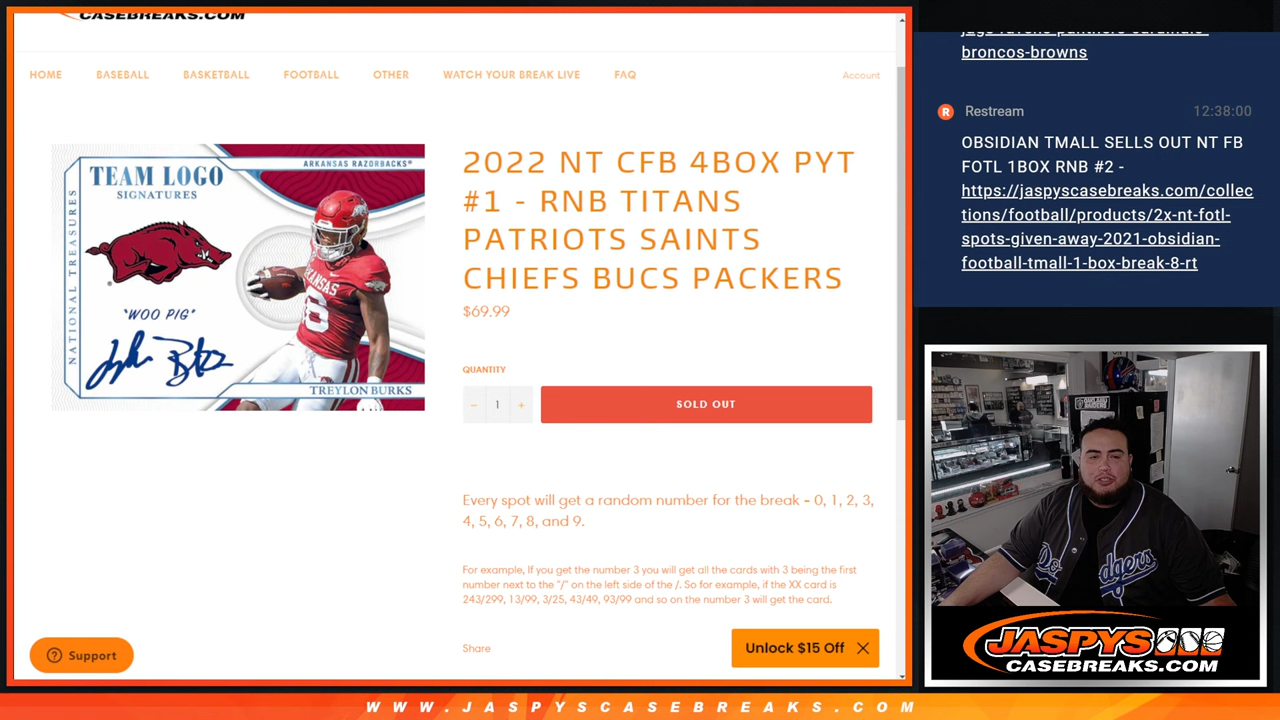 CASEBREAKS.COM
HOME BASEBALL BASKETBALL FOOTBALL OTHER WATCH YOUR BREAK LIVE FAQ Account
TEAM LOGO
SIGNATURES
ARKANSAS RAZORBACKS®
NATIONAL TREASURES
"WOO PIG"
ARKANSAS
6
TREYLON BURKS
2022 NT CFB 4BOX PYT
#1 - RNB TITANS
PATRIOTS SAINTS
CHIEFS BUCS PACKERS
$69.99
QUANTITY
− 1 +
SOLD OUT
Every spot will get a random number for the break - 0, 1, 2, 3,
4, 5, 6, 7, 8, and 9.
For example, If you get the number 3 you will get all the cards with 3 being the first
number next to the "/" on the left side of the /. So for example, if the XX card is
243/299, 13/99, 3/25, 43/49, 93/99 and so on the number 3 will get the card.
Share
Support
Unlock $15 Off
jags-ravens-panthers-cardinals-
broncos-browns
Restream 12:38:00
OBSIDIAN TMALL SELLS OUT NT FB
FOTL 1BOX RNB #2 -
https://jaspyscasebreaks.com/collec
tions/football/products/2x-nt-fotl-
spots-given-away-2021-obsidian-
football-tmall-1-box-break-8-rt
Dodgers
JASPYS
CASEBREAKS.COM
WWW.JASPYSCASEBREAKS.COM